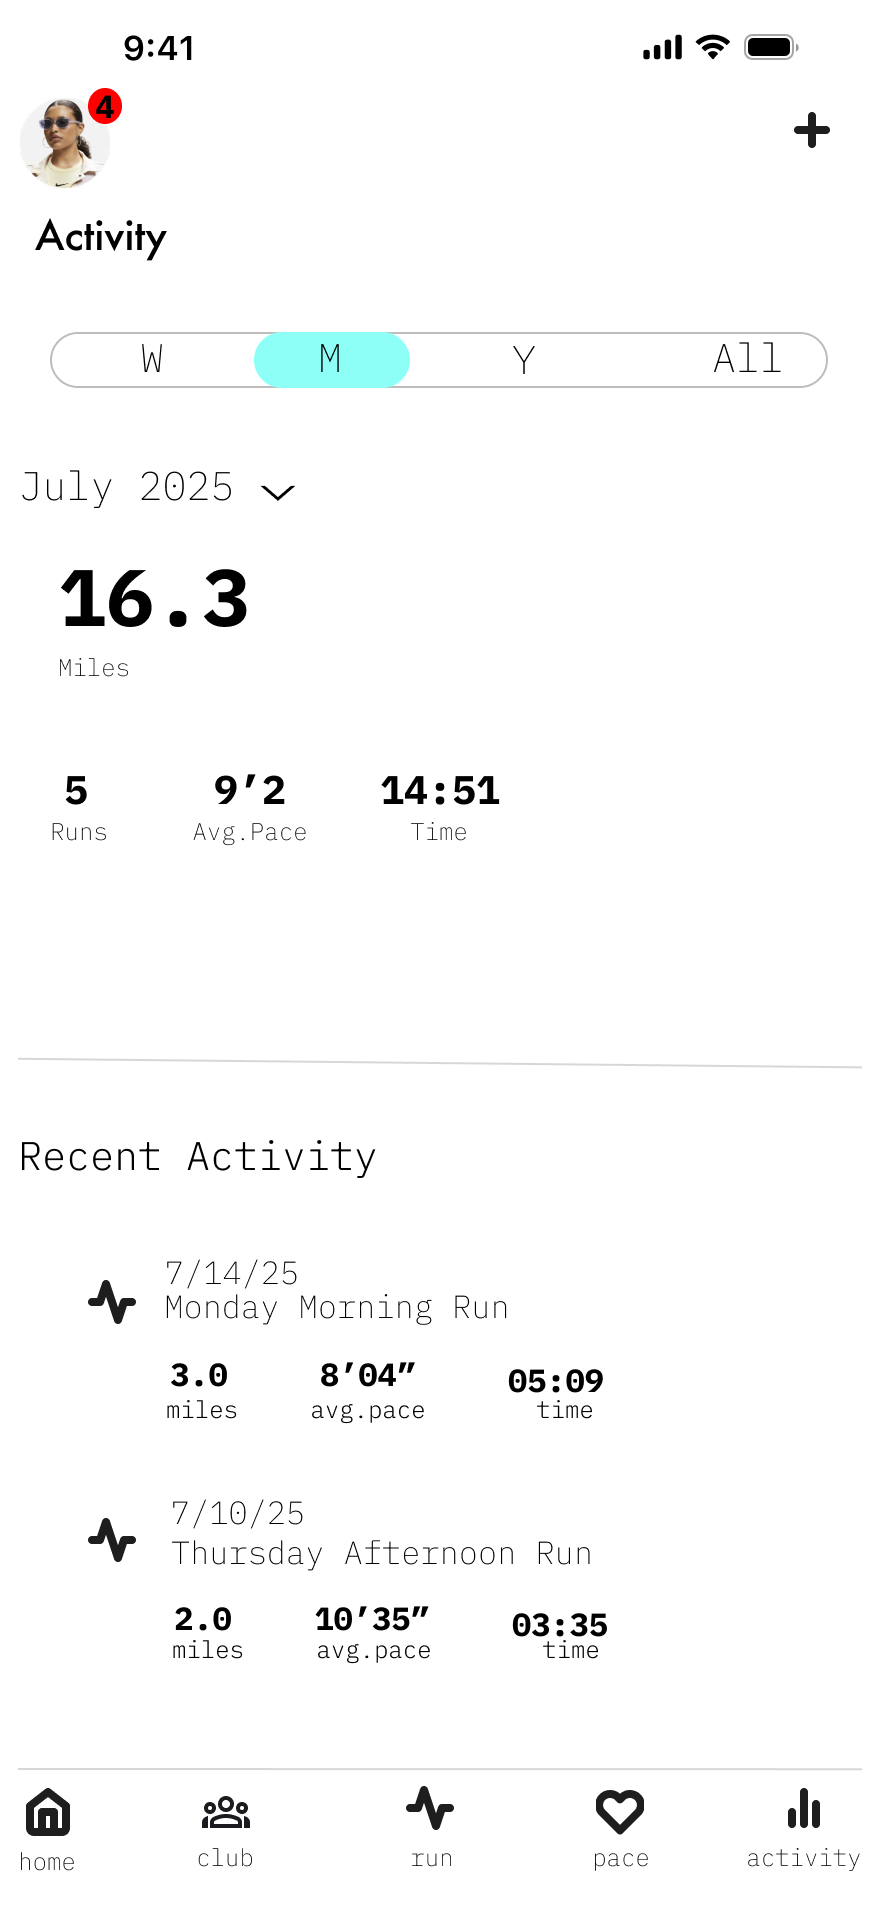 9:41
4
Activity
W M Y All
July 2025
16.3
Miles
5 9’2 14:51
Runs Avg.Pace Time
Recent Activity
7/14/25
Monday Morning Run
3.0 8’04” 05:09
miles avg.pace time
7/10/25
Thursday Afternoon Run
2.0 10’35” 03:35
miles avg.pace time
home club run pace activity